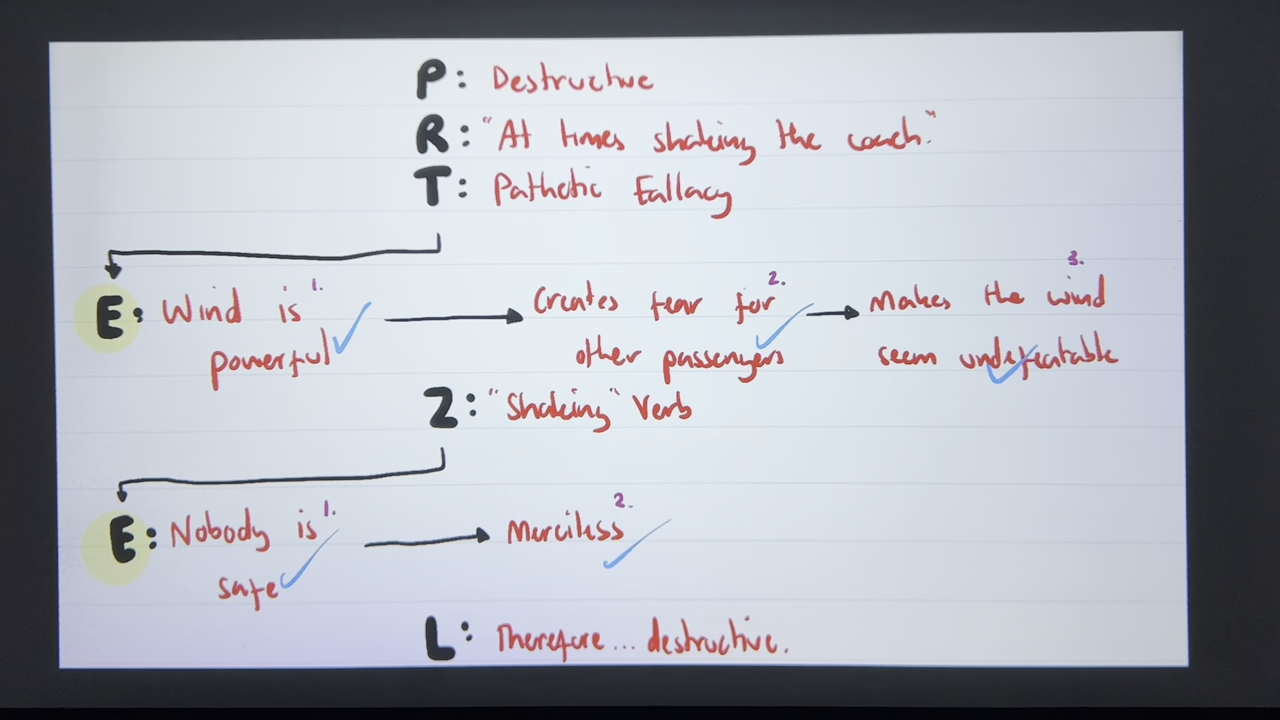 P: Destructive
R: "At times shaking the coach."
T: Pathetic Fallacy
E: Wind is 1. powerful
Creates fear for 2. other passengers
Makes the wind 3. seem undefeatable
Z: "Shaking" Verb
E: Nobody is 1. safe
Merciless 2.
L: Therefore... destructive.